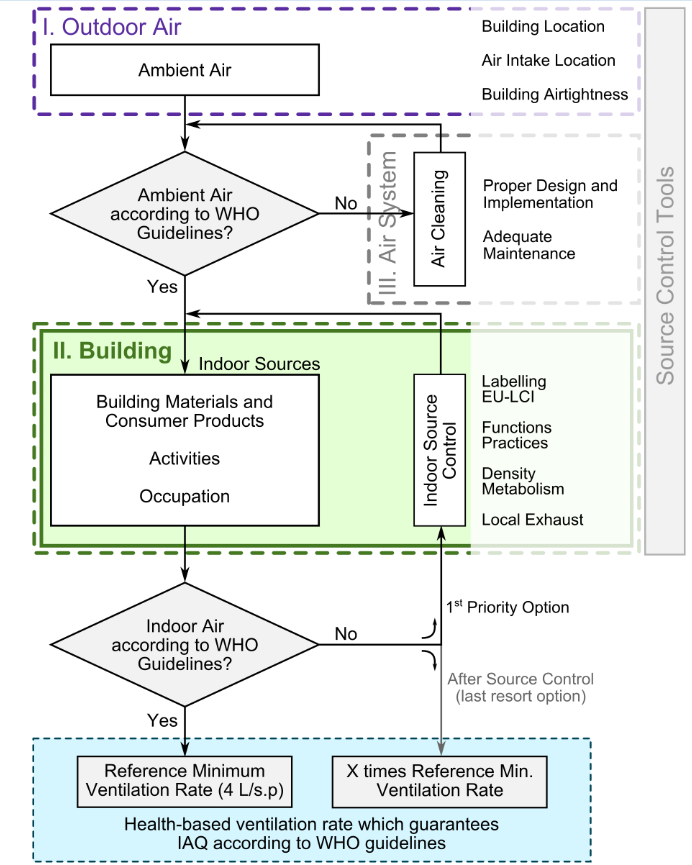 I. Outdoor Air
Ambient Air
Building Location
Air Intake Location
Building Airtightness
Ambient Air
according to WHO
Guidelines?
No
Yes
III. Air System
Air Cleaning
Proper Design and
Implementation
Adequate
Maintenance
Source Control Tools
II. Building
Indoor Sources
Building Materials and
Consumer Products
Activities
Occupation
Indoor Source
Control
Labelling
EU-LCI
Functions
Practices
Density
Metabolism
Local Exhaust
Indoor Air
according to WHO
Guidelines?
No
Yes
1st Priority Option
After Source Control
(last resort option)
Reference Minimum
Ventilation Rate (4 L/s.p)
X times Reference Min.
Ventilation Rate
Health-based ventilation rate which guarantees
IAQ according to WHO guidelines